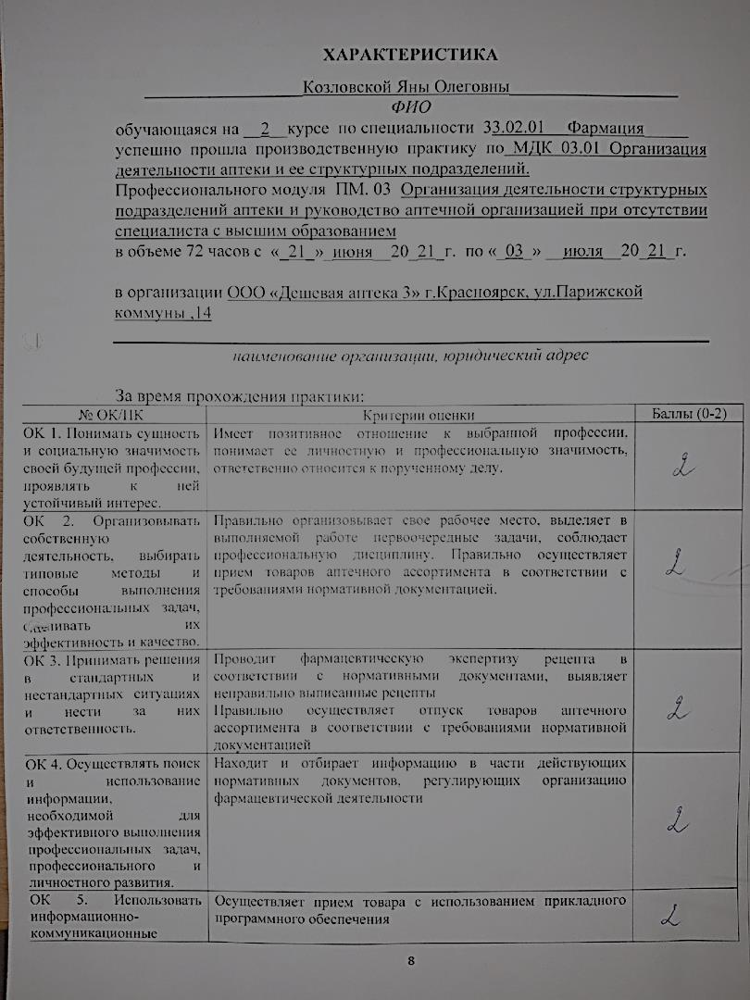 ХАРАКТЕРИСТИКА
Козловской Яны Олеговны
ФИО
обучающаяся на 2 курсе по специальности 33.02.01 Фармация
успешно прошла производственную практику по МДК 03.01 Организация
деятельности аптеки и ее структурных подразделений.
Профессионального модуля ПМ. 03 Организация деятельности структурных
подразделений аптеки и руководство аптечной организацией при отсутствии
специалиста с высшим образованием
в объеме 72 часов с «_21_» июня 20_21_г. по «_03_» июля 20_21_г.
в организации ООО «Дешевая аптека 3» г.Красноярск, ул.Парижской
коммуны ,14
наименование организации, юридический адрес
За время прохождения практики:
№ ОК/ПК Критерии оценки Баллы (0-2)
ОК 1. Понимать сущность
и социальную значимость
своей будущей профессии,
проявлять к ней
устойчивый интерес.
Имеет позитивное отношение к выбранной профессии,
понимает ее личностную и профессиональную значимость,
ответственно относится к порученному делу.
2
ОК 2. Организовывать
собственную
деятельность, выбирать
типовые методы и
способы выполнения
профессиональных задач,
оценивать их
эффективность и качество.
Правильно организовывает свое рабочее место, выделяет в
выполняемой работе первоочередные задачи, соблюдает
профессиональную дисциплину. Правильно осуществляет
прием товаров аптечного ассортимента в соответствии с
требованиями нормативной документацией.
2
ОК 3. Принимать решения
в стандартных и
нестандартных ситуациях
и нести за них
ответственность.
Проводит фармацевтическую экспертизу рецепта в
соответствии с нормативными документами, выявляет
неправильно выписанные рецепты
Правильно осуществляет отпуск товаров аптечного
ассортимента в соответствии с требованиями нормативной
документацией
2
ОК 4. Осуществлять поиск
и использование
информации,
необходимой для
эффективного выполнения
профессиональных задач,
профессионального и
личностного развития.
Находит и отбирает информацию в части действующих
нормативных документов, регулирующих организацию
фармацевтической деятельности
2
ОК 5. Использовать
информационно-
коммуникационные
Осуществляет прием товара с использованием прикладного
программного обеспечения
2
8